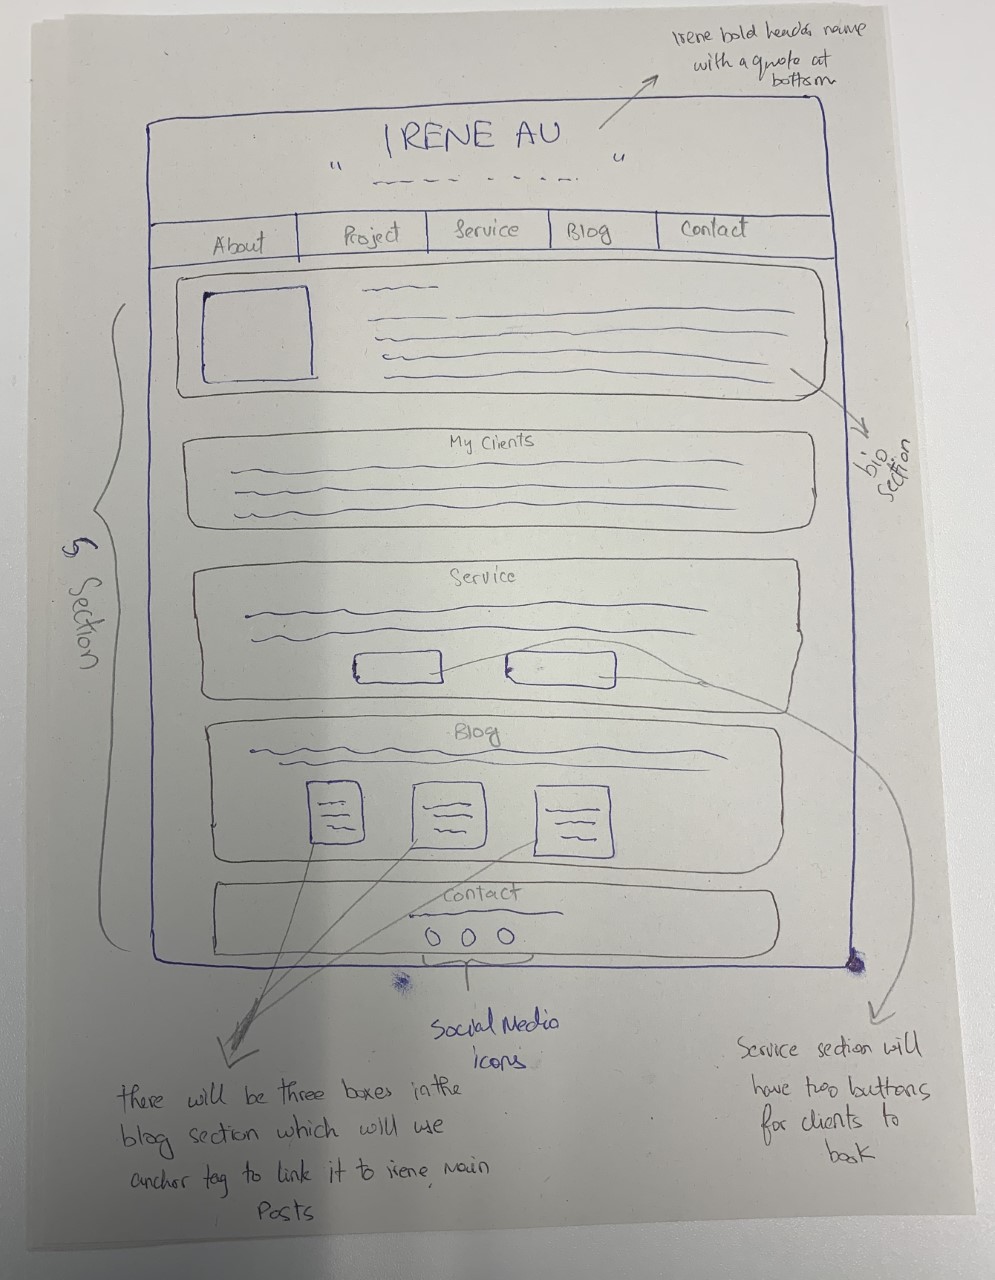 Irene bold header name
with a quote at
bottom
IRENE AU
" "
About
Project
Service
Blog
Contact
bio
section
My Clients
5 Section
Service
Blog
Contact
Social Media
icons
Service section will
have two buttons
for clients to
book
there will be three boxes in the
blog section which will use
anchor tag to link it to irene main
Posts